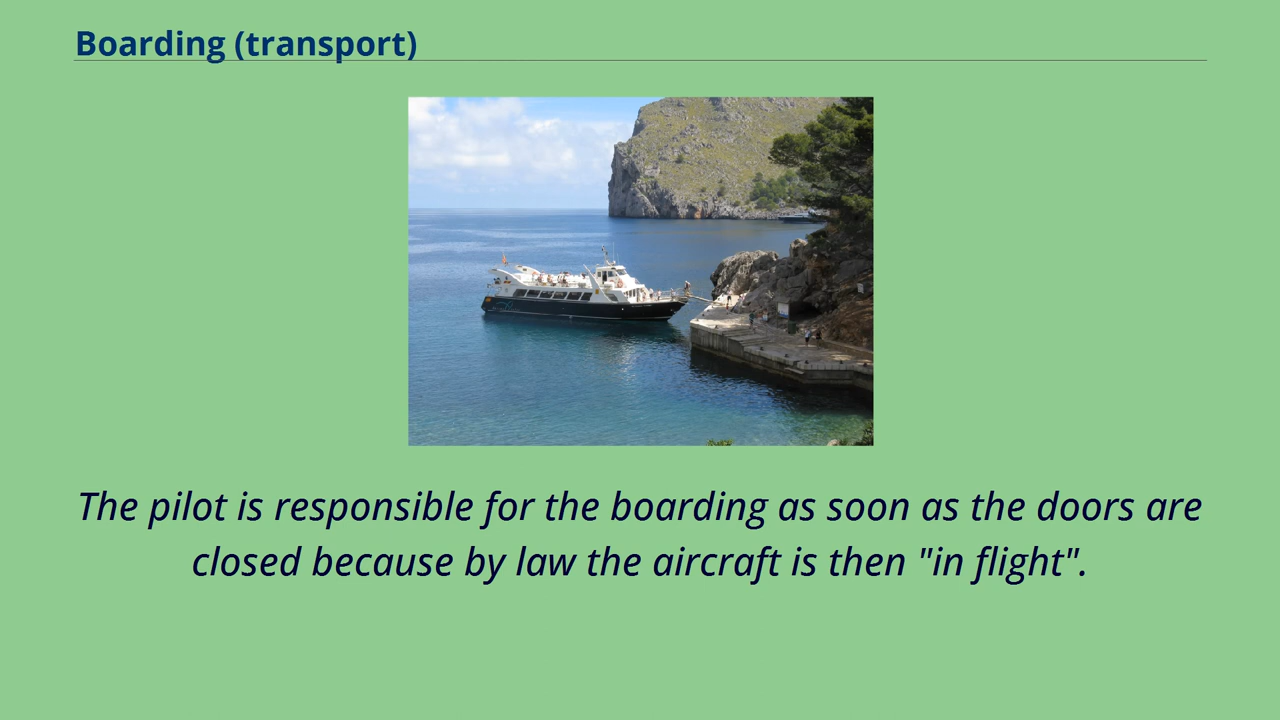 Boarding (transport)
The pilot is responsible for the boarding as soon as the doors are
closed because by law the aircraft is then "in flight".